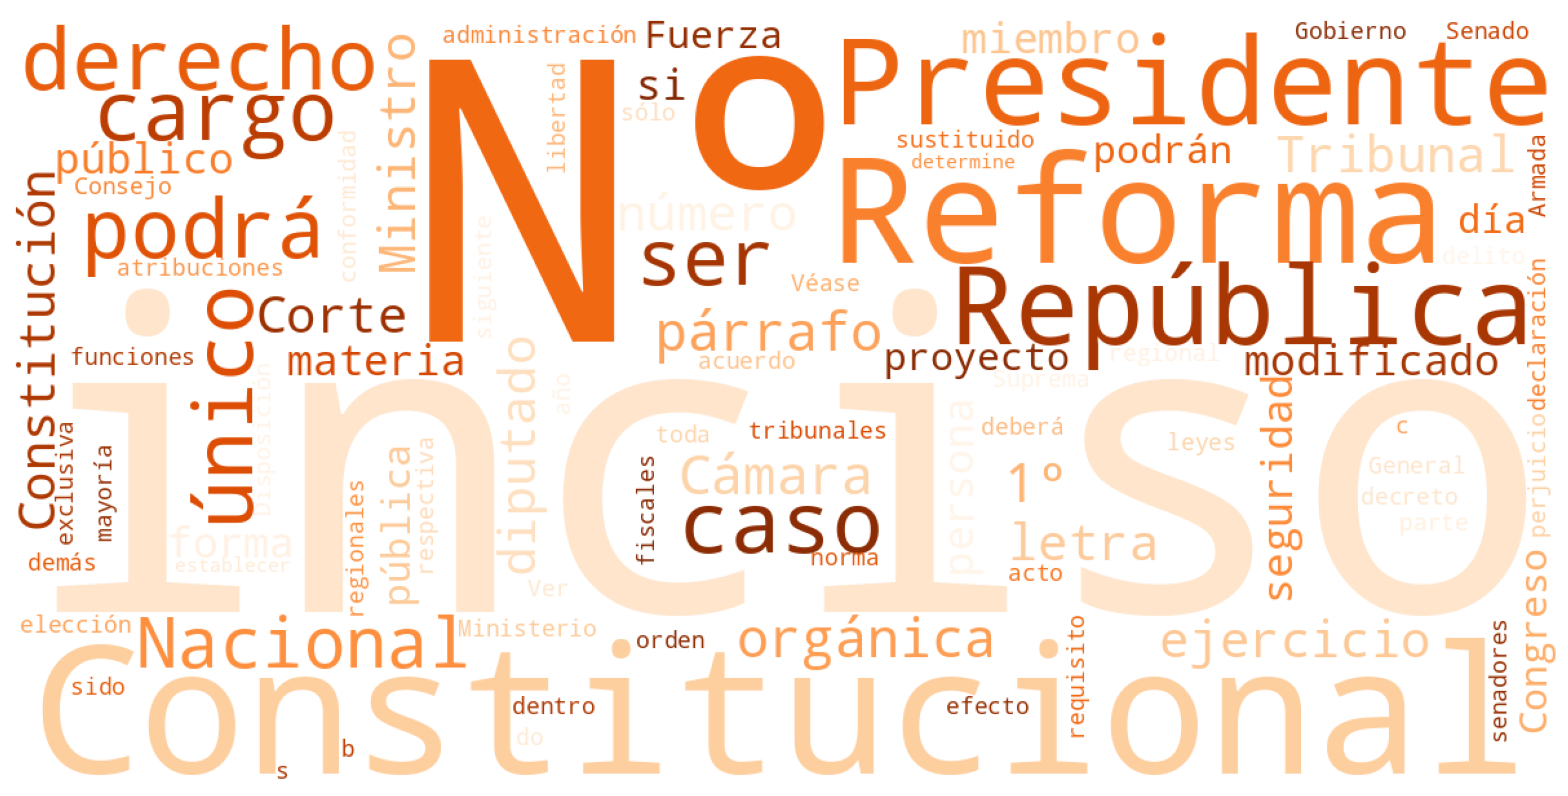 derecho
administración
Fuerza
miembro
Gobierno
Senado
Presidente
No
cargo
Ministro
libertad
si
sólo
sustituido
podrán
Tribunal
Armada
público
conformidad
determine
Consejo
Constitución
podrá
número
Reforma
día
ser
siguiente
delito
atribuciones
República
Véase
único
Corte
párrafo
declaración
funciones
materia
acuerdo
proyecto
regional
modificado
inciso
Disposición
diputado
año
Suprema
persona
seguridad
exclusiva
mayoría
pública
respectiva
toda
tribunales
deberá
leyes
c
perjuicio
Cámara
1º
General
fiscales
caso
decreto
regionales
letra
parte
forma
establecer
demás
norma
acto
Ver
Congreso
elección
Nacional
Ministerio
orden
orgánica
requisito
ejercicio
senadores
Constitucional
sido
dentro
efecto
do
b
s